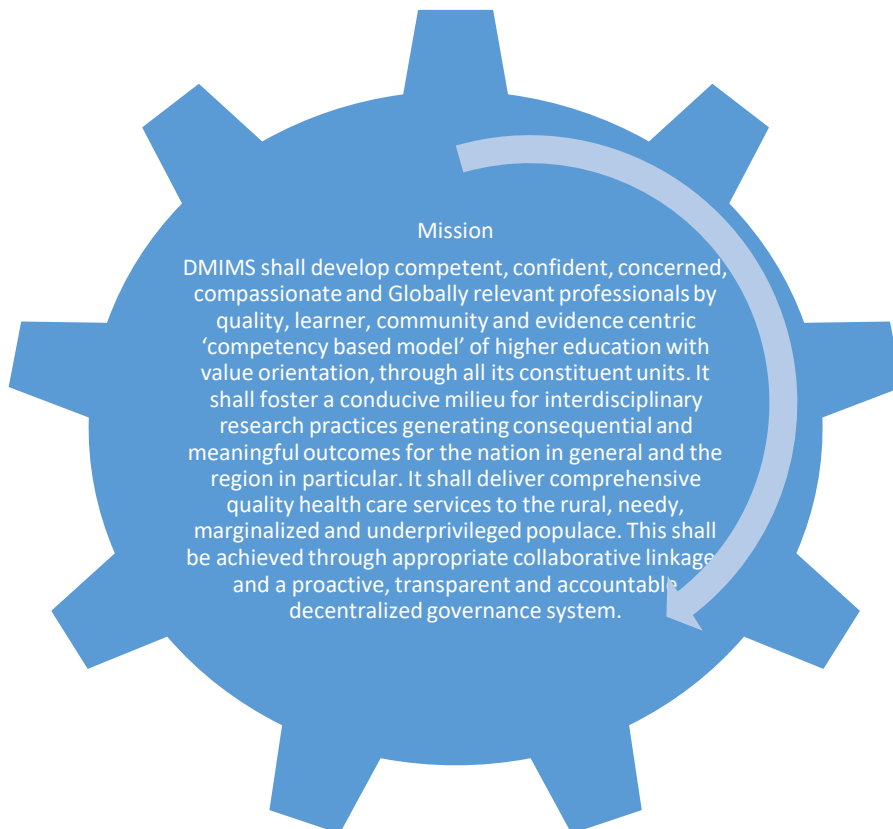 Mission
DMIMS shall develop competent, confident, concerned,
compassionate and Globally relevant professionals by
quality, learner, community and evidence centric
‘competency based model’ of higher education with
value orientation, through all its constituent units. It
shall foster a conducive milieu for interdisciplinary
research practices generating consequential and
meaningful outcomes for the nation in general and the
region in particular. It shall deliver comprehensive
quality health care services to the rural, needy,
marginalized and underprivileged populace. This shall
be achieved through appropriate collaborative linkage
and a proactive, transparent and accountable
decentralized governance system.